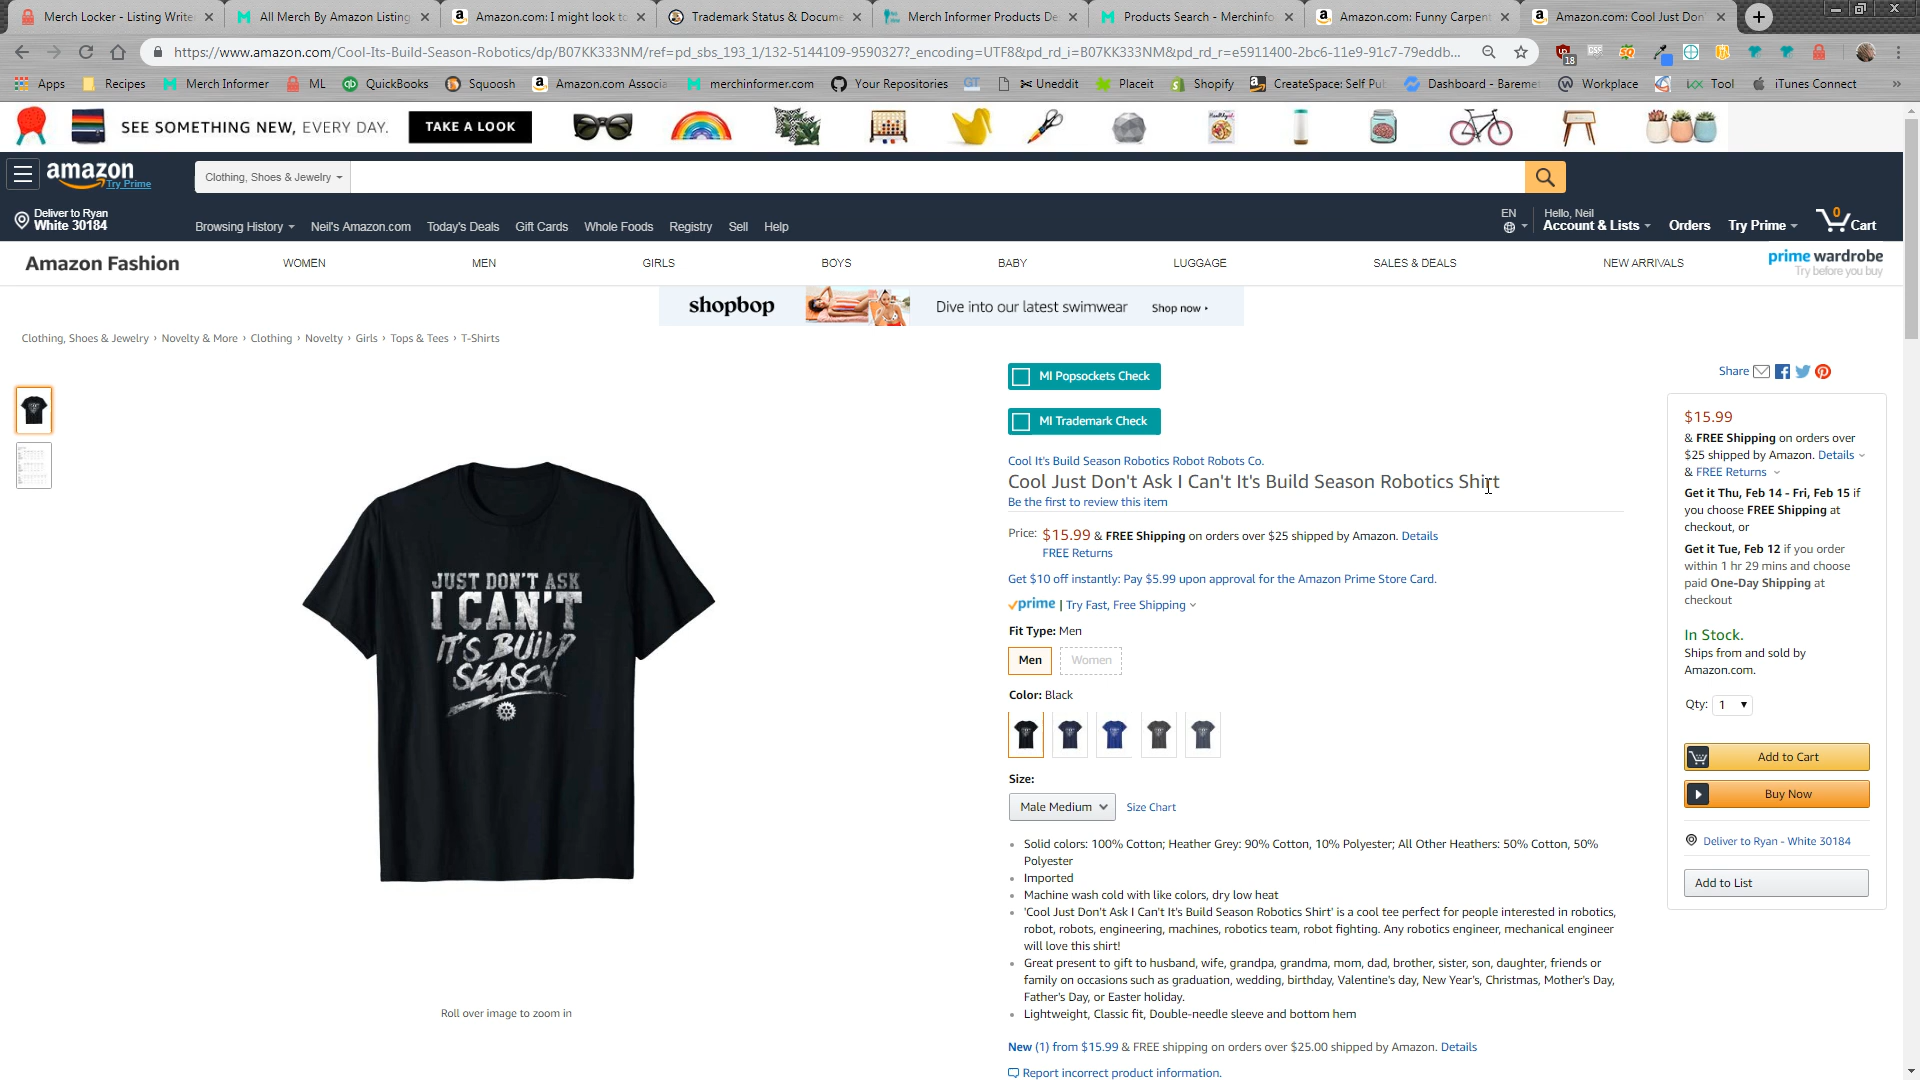 Merch Locker - Listing Write
All Merch By Amazon Listing
Amazon.com: I might look to
Trademark Status & Docume
Merch Informer Products De
Products Search - Merchinfo
Amazon.com: Funny Carpent
Amazon.com: Cool Just Don
https://www.amazon.com/Cool-Its-Build-Season-Robotics/dp/B07KK333NM/ref=pd_sbs_193_1/132-5144109-9590327?_encoding=UTF8&pd_rd_i=B07KK333NM&pd_rd_r=e5911400-2bc6-11e9-91c7-79eddb...
18
Apps Recipes Merch Informer ML QuickBooks Squoosh Amazon.com Associa merchinformer.com Your Repositories GT Uneddit Placeit Shopify CreateSpace: Self Pub Dashboard - Baremet Workplace Tool iTunes Connect »
SEE SOMETHING NEW, EVERY DAY. TAKE A LOOK
amazon
Try Prime
Clothing, Shoes & Jewelry
Deliver to Ryan
White 30184
Browsing History Neil's Amazon.com Today's Deals Gift Cards Whole Foods Registry Sell Help
EN
Hello, Neil
Account & Lists Orders Try Prime 0 Cart
Amazon Fashion WOMEN MEN GIRLS BOYS BABY LUGGAGE SALES & DEALS NEW ARRIVALS
prime wardrobe
Try before you buy
shopbop Dive into our latest swimwear Shop now
Clothing, Shoes & Jewelry › Novelty & More › Clothing › Novelty › Girls › Tops & Tees › T-Shirts
JUST DON'T ASK
I CAN'T
IT'S BUILD
SEASON
Roll over image to zoom in
MI Popsockets Check
MI Trademark Check
Cool It's Build Season Robotics Robot Robots Co.
Cool Just Don't Ask I Can't It's Build Season Robotics Shirt
Be the first to review this item
Price: $15.99 & FREE Shipping on orders over $25 shipped by Amazon. Details
FREE Returns
Get $10 off instantly: Pay $5.99 upon approval for the Amazon Prime Store Card.
prime | Try Fast, Free Shipping
Fit Type: Men
Men Women
Color: Black
Size:
Male Medium Size Chart
Solid colors: 100% Cotton; Heather Grey: 90% Cotton, 10% Polyester; All Other Heathers: 50% Cotton, 50%
Polyester
Imported
Machine wash cold with like colors, dry low heat
'Cool Just Don't Ask I Can't It's Build Season Robotics Shirt' is a cool tee perfect for people interested in robotics,
robot, robots, engineering, machines, robotics team, robot fighting. Any robotics engineer, mechanical engineer
will love this shirt!
Great present to gift to husband, wife, grandpa, grandma, mom, dad, brother, sister, son, daughter, friends or
family on occasions such as graduation, wedding, birthday, Valentine's day, New Year's, Christmas, Mother's Day,
Father's Day, or Easter holiday.
Lightweight, Classic fit, Double-needle sleeve and bottom hem
New (1) from $15.99 & FREE shipping on orders over $25.00 shipped by Amazon. Details
Report incorrect product information.
Share
$15.99
& FREE Shipping on orders over
$25 shipped by Amazon. Details
& FREE Returns
Get it Thu, Feb 14 - Fri, Feb 15 if
you choose FREE Shipping at
checkout, or
Get it Tue, Feb 12 if you order
within 1 hr 29 mins and choose
paid One-Day Shipping at
checkout
In Stock.
Ships from and sold by
Amazon.com.
Qty: 1
Add to Cart
Buy Now
Deliver to Ryan - White 30184
Add to List